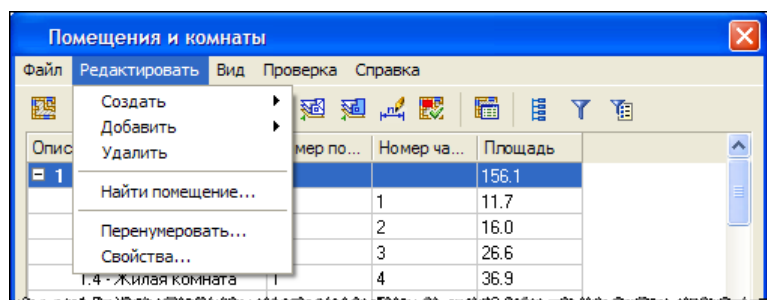 Помещения и комнаты
Файл Редактировать Вид Проверка Справка
Создать
Добавить
Удалить
Найти помещение...
Перенумеровать...
Свойства...
Опис мер по... Номер ча... Площадь
1 156.1
1 11.7
2 16.0
3 26.6
1.4 - Жилая комната 1 4 36.9